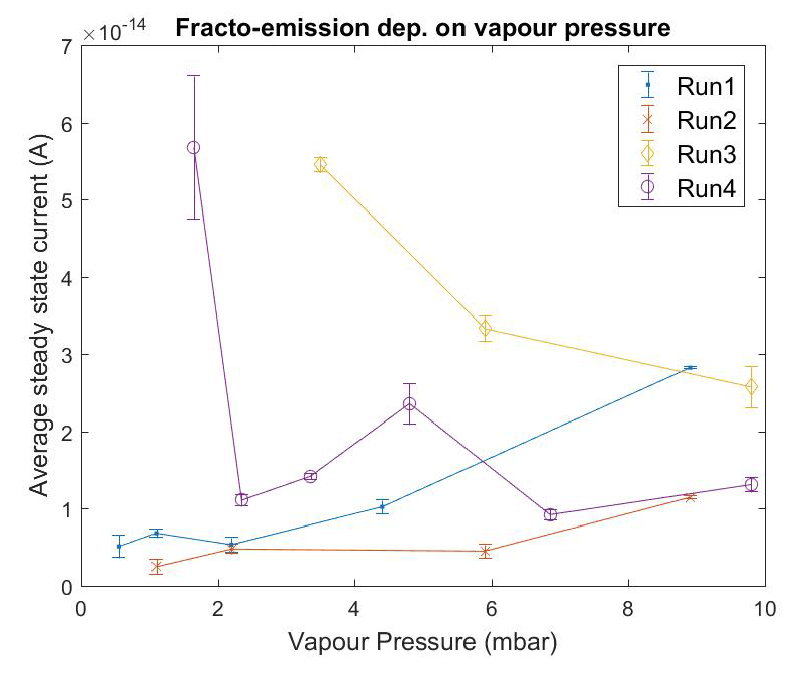 ×10⁻¹⁴
Fracto-emission dep. on vapour pressure
7
6
5
4
3
2
1
0
Average steady state current (A)
Run1
Run2
Run3
Run4
0 2 4 6 8 10
Vapour Pressure (mbar)